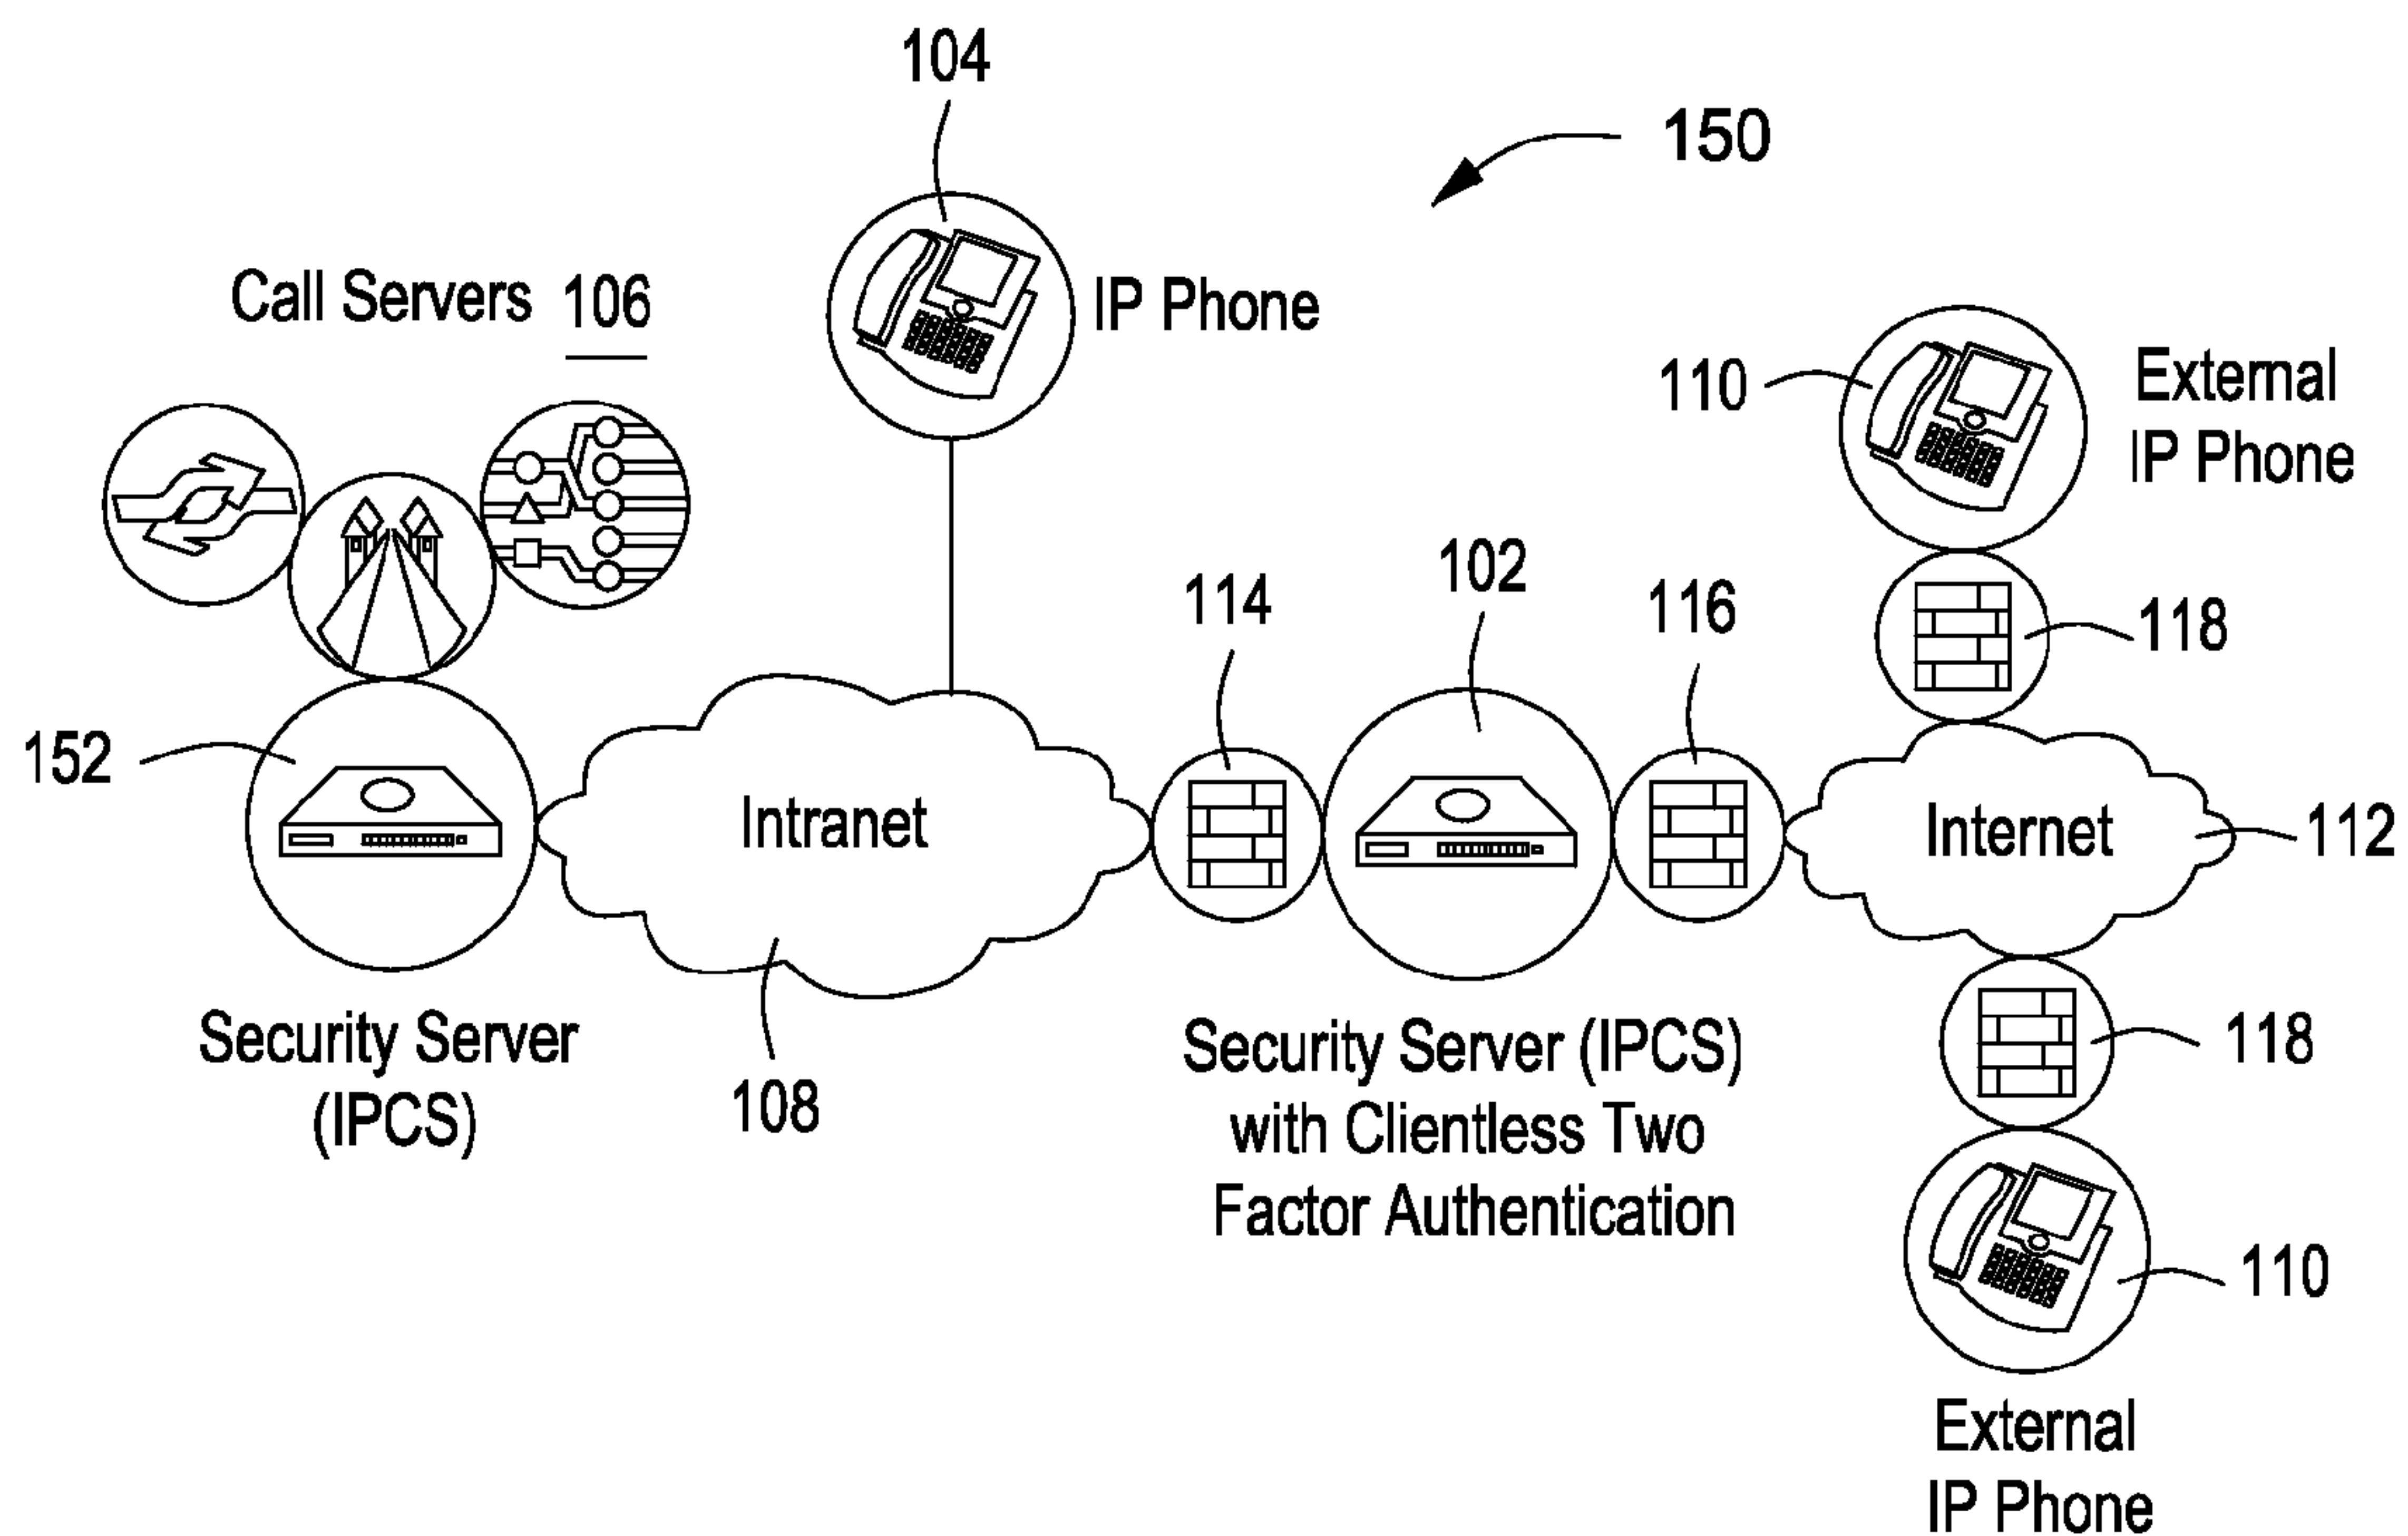 104
150
Call Servers 106
IP Phone
110
External
IP Phone
114
102
116
118
152
Intranet
Internet
112
Security Server
(IPCS)
108
Security Server (IPCS)
with Clientless Two
Factor Authentication
118
110
External
IP Phone